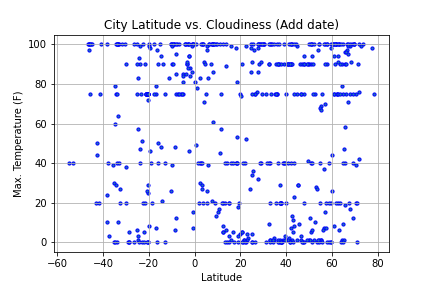 City Latitude vs. Cloudiness (Add date)
Max. Temperature (F)
100
80
60
40
20
0
−60 −40 −20 0 20 40 60 80
Latitude